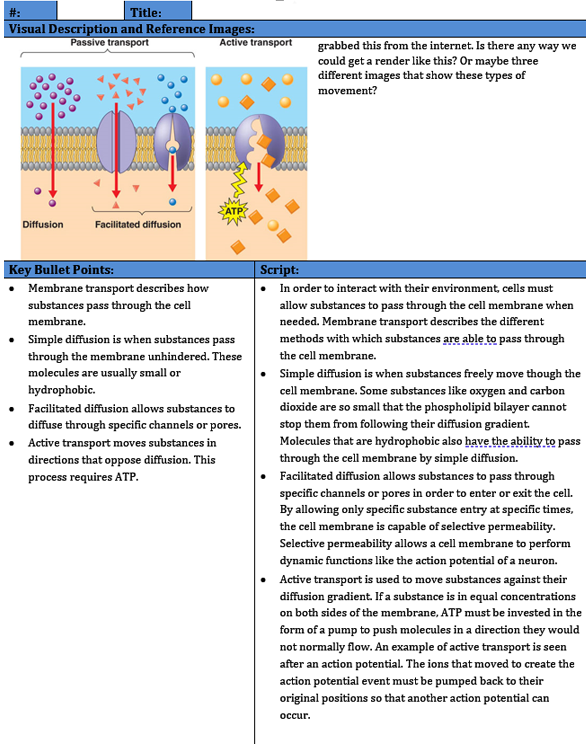 #:
Title:
Visual Description and Reference Images:
Passive transport
Active transport
ATP
Diffusion
Facilitated diffusion
grabbed this from the internet. Is there any way we
could get a render like this? Or maybe three
different images that show these types of
movement?
Key Bullet Points:
• Membrane transport describes how
substances pass through the cell
membrane.
• Simple diffusion is when substances pass
through the membrane unhindered. These
molecules are usually small or
hydrophobic.
• Facilitated diffusion allows substances to
diffuse through specific channels or pores.
• Active transport moves substances in
directions that oppose diffusion. This
process requires ATP.
Script:
• In order to interact with their environment, cells must
allow substances to pass through the cell membrane when
needed. Membrane transport describes the different
methods with which substances are able to pass through
the cell membrane.
• Simple diffusion is when substances freely move though the
cell membrane. Some substances like oxygen and carbon
dioxide are so small that the phospholipid bilayer cannot
stop them from following their diffusion gradient.
Molecules that are hydrophobic also have the ability to pass
through the cell membrane by simple diffusion.
• Facilitated diffusion allows substances to pass through
specific channels or pores in order to enter or exit the cell.
By allowing only specific substance entry at specific times,
the cell membrane is capable of selective permeability.
Selective permeability allows a cell membrane to perform
dynamic functions like the action potential of a neuron.
• Active transport is used to move substances against their
diffusion gradient. If a substance is in equal concentrations
on both sides of the membrane, ATP must be invested in the
form of a pump to push molecules in a direction they would
not normally flow. An example of active transport is seen
after an action potential. The ions that moved to create the
action potential event must be pumped back to their
original positions so that another action potential can
occur.